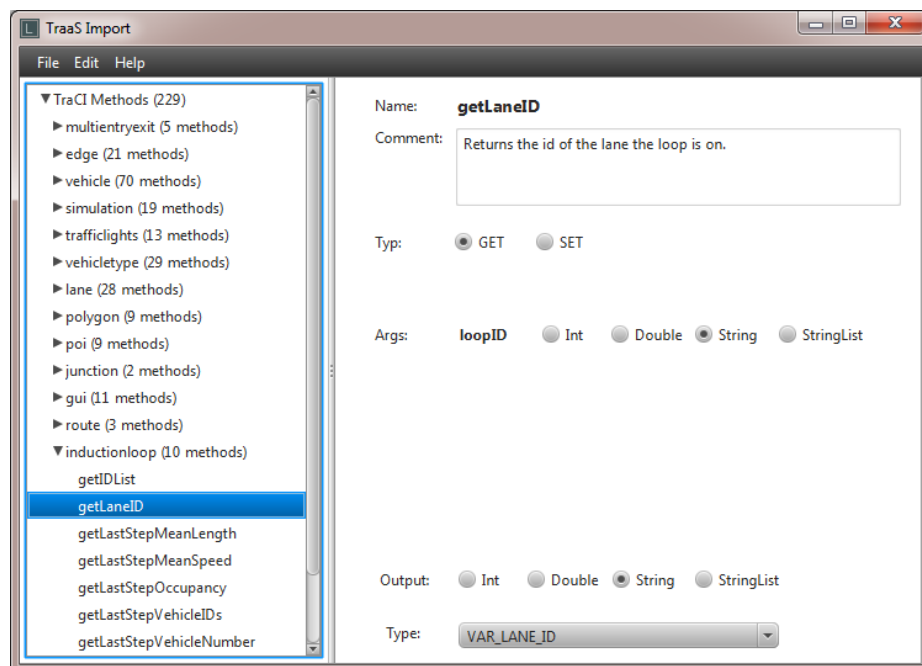 L TraaS Import
File Edit Help
TraCI Methods (229)
multientryexit (5 methods)
edge (21 methods)
vehicle (70 methods)
simulation (19 methods)
trafficlights (13 methods)
vehicletype (29 methods)
lane (28 methods)
polygon (9 methods)
poi (9 methods)
junction (2 methods)
gui (11 methods)
route (3 methods)
inductionloop (10 methods)
getIDList
getLaneID
getLastStepMeanLength
getLastStepMeanSpeed
getLastStepOccupancy
getLastStepVehicleIDs
getLastStepVehicleNumber
Name: getLaneID
Comment: Returns the id of the lane the loop is on.
Typ: GET SET
Args: loopID Int Double String StringList
Output: Int Double String StringList
Type: VAR_LANE_ID